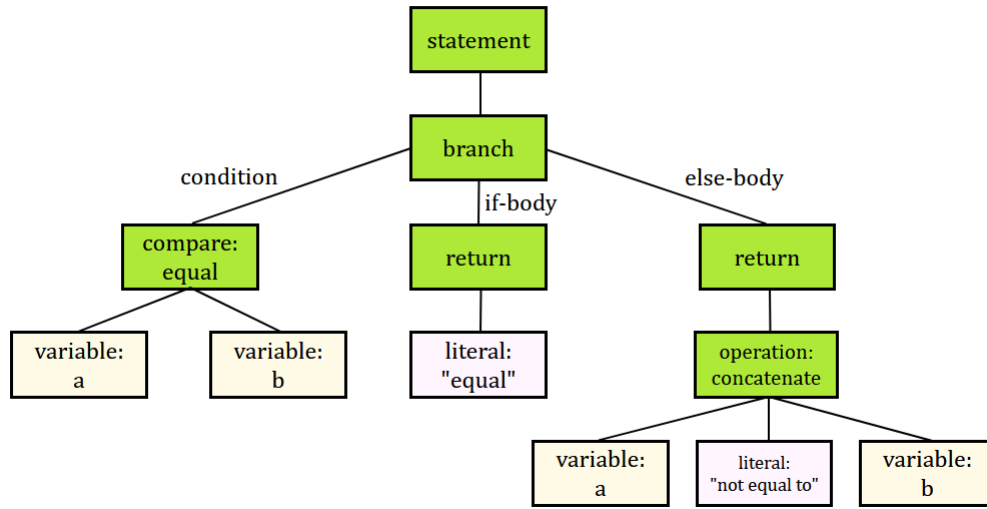 statement
branch
condition
if-body
else-body
compare:
equal
return
return
variable:
a
variable:
b
literal:
"equal"
operation:
concatenate
variable:
a
literal:
"not equal to"
variable:
b